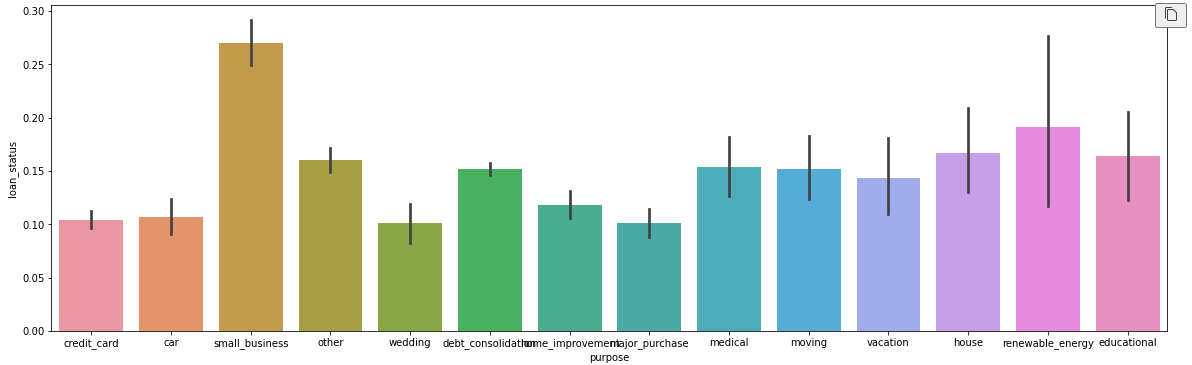 0.30
0.25
0.20
0.15
0.10
0.05
0.00
loan_status
credit_card
car
small_business
other
wedding
debt_consolidation
home_improvement
major_purchase
medical
moving
vacation
house
renewable_energy
educational
purpose